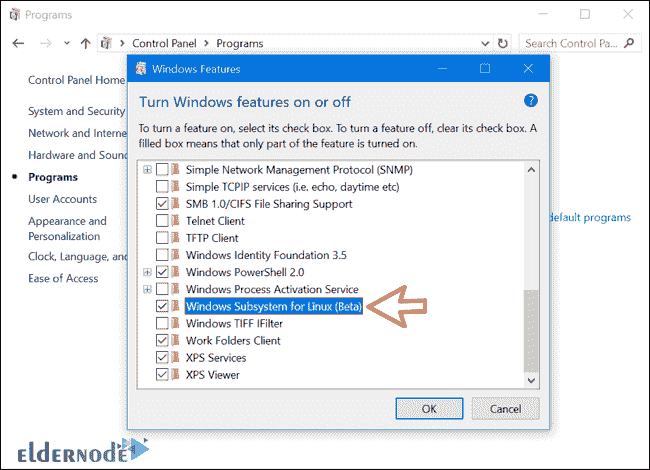 Programs
Control Panel > Programs
Search Control Pa...
Control Panel Home
System and Security
Network and Interne
Hardware and Sound
Programs
User Accounts
Appearance and
Personalization
Clock, Language, and
Ease of Access
default programs
Windows Features
Turn Windows features on or off
To turn a feature on, select its check box. To turn a feature off, clear its check box. A
filled box means that only part of the feature is turned on.
Simple Network Management Protocol (SNMP)
Simple TCPIP services (i.e. echo, daytime etc)
SMB 1.0/CIFS File Sharing Support
Telnet Client
TFTP Client
Windows Identity Foundation 3.5
Windows PowerShell 2.0
Windows Process Activation Service
Windows Subsystem for Linux (Beta)
Windows TIFF IFilter
Work Folders Client
XPS Services
XPS Viewer
OK
Cancel
eldernode